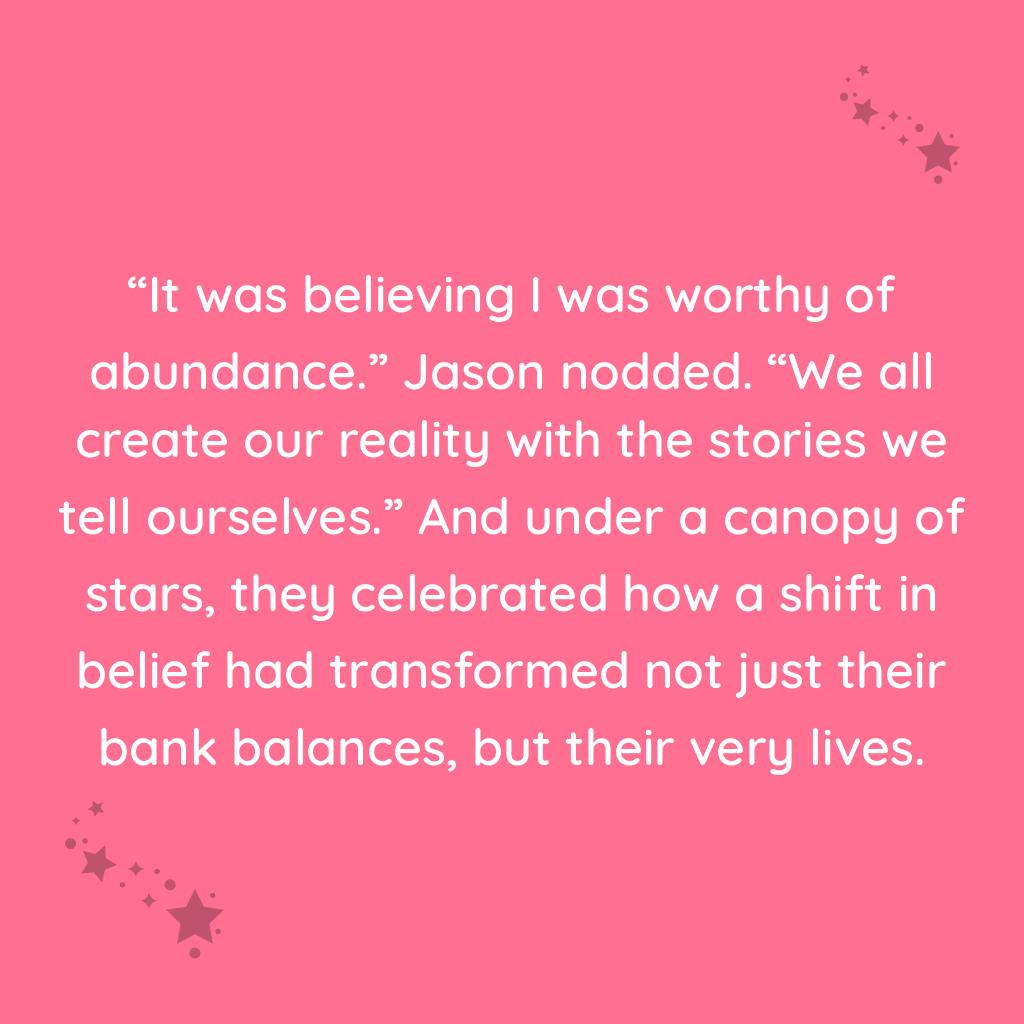 “It was believing I was worthy of
abundance.” Jason nodded. “We all
create our reality with the stories we
tell ourselves.” And under a canopy of
stars, they celebrated how a shift in
belief had transformed not just their
bank balances, but their very lives.